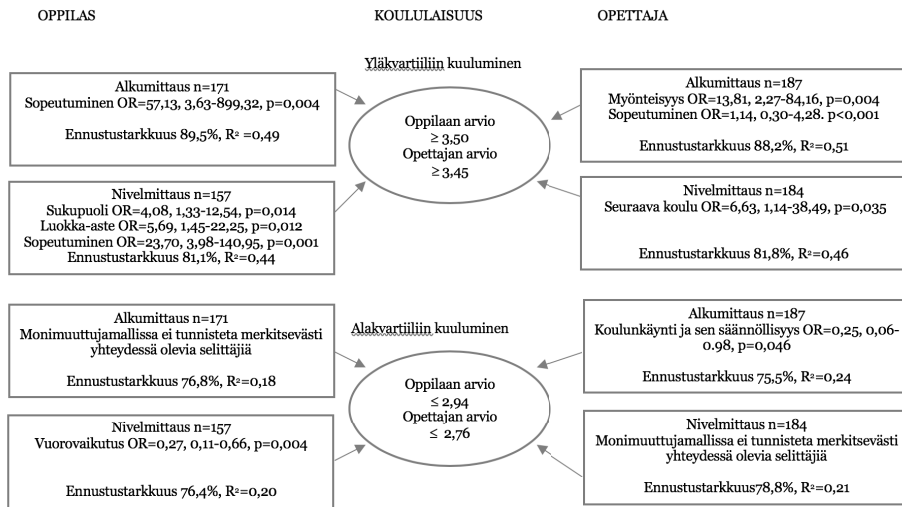 OPPILAS
KOULULAISUUS
OPETTAJA
Yläkvartiiliin kuuluminen
Alkumittaus n=171
Sopeutuminen OR=57,13, 3,63-899,32, p=0,004
Ennustustarkkuus 89,5%, R² =0,49
Oppilaan arvio
≥ 3,50
Opettajan arvio
≥ 3,45
Alkumittaus n=187
Myönteisyys OR=13,81, 2,27-84,16, p=0,004
Sopeutuminen OR=1,14, 0,30-4,28. p<0,001
Ennustustarkkuus 88,2%, R²=0,51
Nivelmittaus n=157
Sukupuoli OR=4,08, 1,33-12,54, p=0,014
Luokka-aste OR=5,69, 1,45-22,25, p=0,012
Sopeutuminen OR=23,70, 3,98-140,95, p=0,001
Ennustustarkkuus 81,1%, R²=0,44
Nivelmittaus n=184
Seuraava koulu OR=6,63, 1,14-38,49, p=0,035
Ennustustarkkuus 81,8%, R²=0,46
Alakvartiiliin kuuluminen
Alkumittaus n=171
Monimuuttujamallissa ei tunnisteta merkitsevästi
yhteydessä olevia selittäjiä
Ennustustarkkuus 76,8%, R²=0,18
Oppilaan arvio
≤ 2,94
Opettajan arvio
≤ 2,76
Alkumittaus n=187
Koulunkäynti ja sen säännöllisyys OR=0,25, 0,06-
0.98, p=0,046
Ennustustarkkuus 75,5%, R²=0,24
Nivelmittaus n=157
Vuorovaikutus OR=0,27, 0,11-0,66, p=0,004
Ennustustarkkuus 76,4%, R²=0,20
Nivelmittaus n=184
Monimuuttujamallissa ei tunnisteta merkitsevästi
yhteydessä olevia selittäjiä
Ennustustarkkuus78,8%, R²=0,21